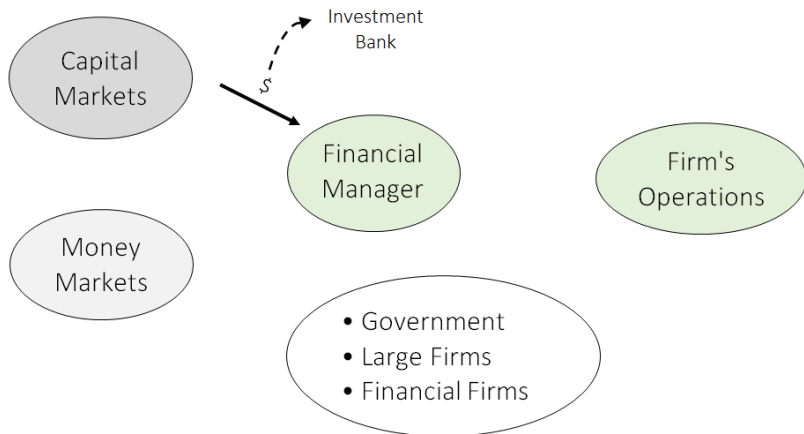 Investment
Bank
Capital
Markets
$
Financial
Manager
Firm's
Operations
Money
Markets
• Government
• Large Firms
• Financial Firms